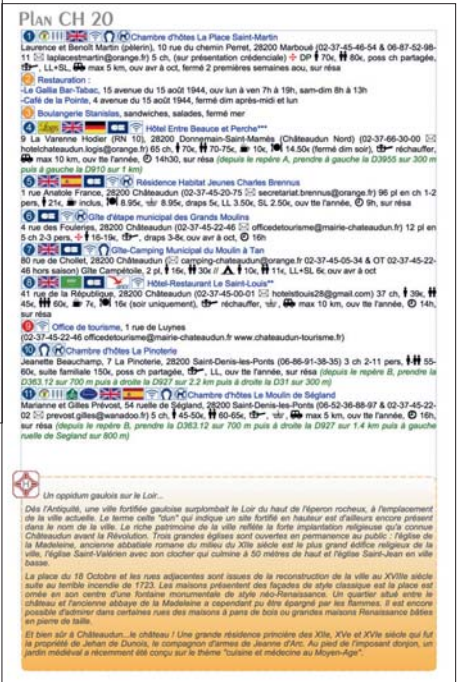 PLAN CH 20
1 Chambre d'hôtes La Place Saint-Martin
Laurence et Benoît Martin (pèlerin), 10 rue du chemin Perret, 28200 Marboué (02-37-45-46-54 & 06-87-52-98-
11 laplacestmartin@orange.fr) 5 ch, (sur présentation créanciale) DP 70€, 80€, poss ch partagée,
LL+SL, max 5 km, ouv avr à oct, fermé 2 premières semaines aou, sur résa
Restauration :
-Le Gallia Bar-Tabac, 15 avenue du 15 août 1944, ouv lun à ven 7h à 19h, sam-dim 8h à 13h
-Café de la Pointe, 4 avenue du 15 août 1944, fermé dim après-midi et lun
Boulangerie Stanislas, sandwiches, salades, fermé mer
4 Hôtel Entre Beauce et Perche***
9 La Varenne Hodier (RN 10), 28200 Donnemain-Saint-Mamès (Châteaudun Nord) (02-37-66-30-00
hotelchateaudun.logis@orange.fr) 65 ch, 70€, 70-75€, 10€, 14.50€ (fermé dim soir), réchauffer,
max 10 km, ouv tte l'année, 14h30, sur résa (depuis le repère A, prendre à gauche la D3955 sur 300 m
puis à gauche la D910 sur 1 km)
5 Résidence Habitat Jeunes Charles Brennus
1 rue Anatole France, 28200 Châteaudun (02-37-45-20-75 secretariat.brennus@orange.fr) 96 pl en ch 1-2
pers, 21€, inclus, 8.95€, 8.95€, draps 5€, LL 3.50€, SL 2.50€, ouv tte l'année, 9h, sur résa
6 Gîte d'étape municipal des Grands Moulins
4 rue des Fouleries, 28200 Châteaudun (02-37-45-22-46 officedetourisme@mairie-chateaudun.fr) 12 pl en
5 ch 2-3 pers, 16-19€, draps 3-8€ ouv avr à oct, 16h
7 Gîte-Camping Municipal du Moulin à Tan
80 rue de Chollet, 28200 Châteaudun (camping-chateaudun@orange.fr 02-37-45-05-34 & OT 02-37-45-22-
46 hors saison) Gîte Campétoile, 2 pl, 16€, 30€ // 10€, 11€, LL+SL 6€ ouv avr à oct
8 Hôtel-Restaurant Le Saint-Louis**
41 rue de la République, 28200 Châteaudun (02-37-45-00-01 hotelstlouis28@gmail.com) 37 ch, 39€,
45€, 60€, 7€, 16€ (soir uniquement), réchauffer, max 10 km, ouv tte l'année, 14h,
sur résa
9 Office de tourisme, 1 rue de Luynes
(02-37-45-22-46 officedetourisme@mairie-chateaudun.fr www.chateaudun-tourisme.fr)
10 Chambre d'hôtes La Pinoterie
Jeanette Beauchamp, 7 La Pinoterie, 28200 Saint-Denis-les-Ponts (06-86-91-38-35) 3 ch 2-11 pers, 55-
60€, suite familiale 150€, poss ch partagée, LL, ouv tte l'année, sur résa (depuis repère B, prendre la
D363.12 sur 700 m puis à droite la D927 sur 2.2 km puis à droite la D31 sur 300 m)
11 Chambre d'hôtes Le Moulin de Ségland
Marianne et Gilles Prévost, 54 ruelle de Ségland, 28200 Saint-Denis-les-Ponts (06-52-36-88-97 & 02-37-45-22-
02 prevost.gilles@wanadoo.fr) 5 ch, 45-50€, 60-65€, max 5 km, ouv tte l'année, 16h,
sur résa (depuis repère B, prendre la D363.12 sur 700 m puis à droite la D927 sur 1.4 km puis à gauche
ruelle de Segland sur 800 m)
Un oppidum gaulois sur le Loir...
Dès l'Antiquité, une ville fortifiée gauloise surplombait le Loir du haut de l'éperon rocheux, à l'emplacement
de la ville actuelle. Le terme celte "dun" qui indique un site fortifié en hauteur est d'ailleurs encore présent
dans le nom de la ville. Le riche patrimoine de la ville reflète la forte implantation religieuse qu'a connue
Châteaudun avant la Révolution. Trois grandes églises sont ouvertes en permanence au public : l'église de
la Madeleine, ancienne abbatiale romane du milieu du XIIe siècle est le plus grand édifice religieux de la
ville, l'église Saint-Valérien avec son clocher qui culmine à 50 mètres de haut et l'église Saint-Jean en ville
basse.
La place du 18 Octobre et les rues adjacentes sont issues de la reconstruction de la ville au XVIIIe siècle
suite au terrible incendie de 1723. Les maisons présentent des façades de style classique et la place est
ornée en son centre d'une fontaine monumentale de style néo-Renaissance. Un quartier situé entre le
château et l'ancienne abbaye de la Madeleine a cependant pu être épargné par les flammes. Il est encore
possible d'admirer dans certaines rues des maisons à pans de bois ou grandes maisons Renaissance bâties
en pierre de taille.
Et bien sûr à Châteaudun...le château ! Une grande résidence princière des XIIe, XVe et XVIe siècle qui fut
la propriété de Jehan de Dunois, le compagnon d'armes de Jeanne d'Arc. Au pied de l'imposant donjon, un
jardin médiéval a récemment été conçu sur le thème "cuisine et médecine au Moyen-Âge".